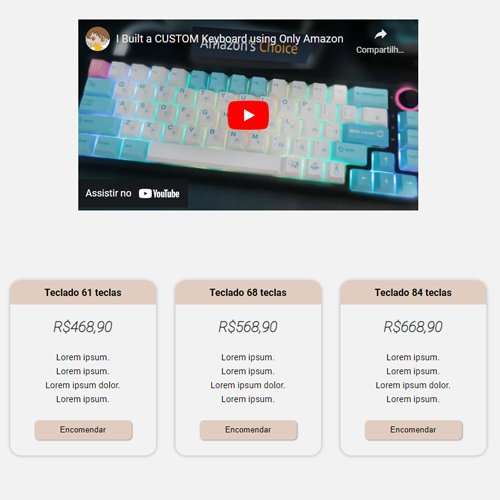 I Built a CUSTOM Keyboard using Only Amazon
Compartilh...
Amazon's Choice
Assistir no YouTube
Teclado 61 teclas
R$468,90
Lorem ipsum.
Lorem ipsum.
Lorem ipsum dolor.
Lorem ipsum.
Encomendar
Teclado 68 teclas
R$568,90
Lorem ipsum.
Lorem ipsum.
Lorem ipsum dolor.
Lorem ipsum.
Encomendar
Teclado 84 teclas
R$668,90
Lorem ipsum.
Lorem ipsum.
Lorem ipsum dolor.
Lorem ipsum.
Encomendar